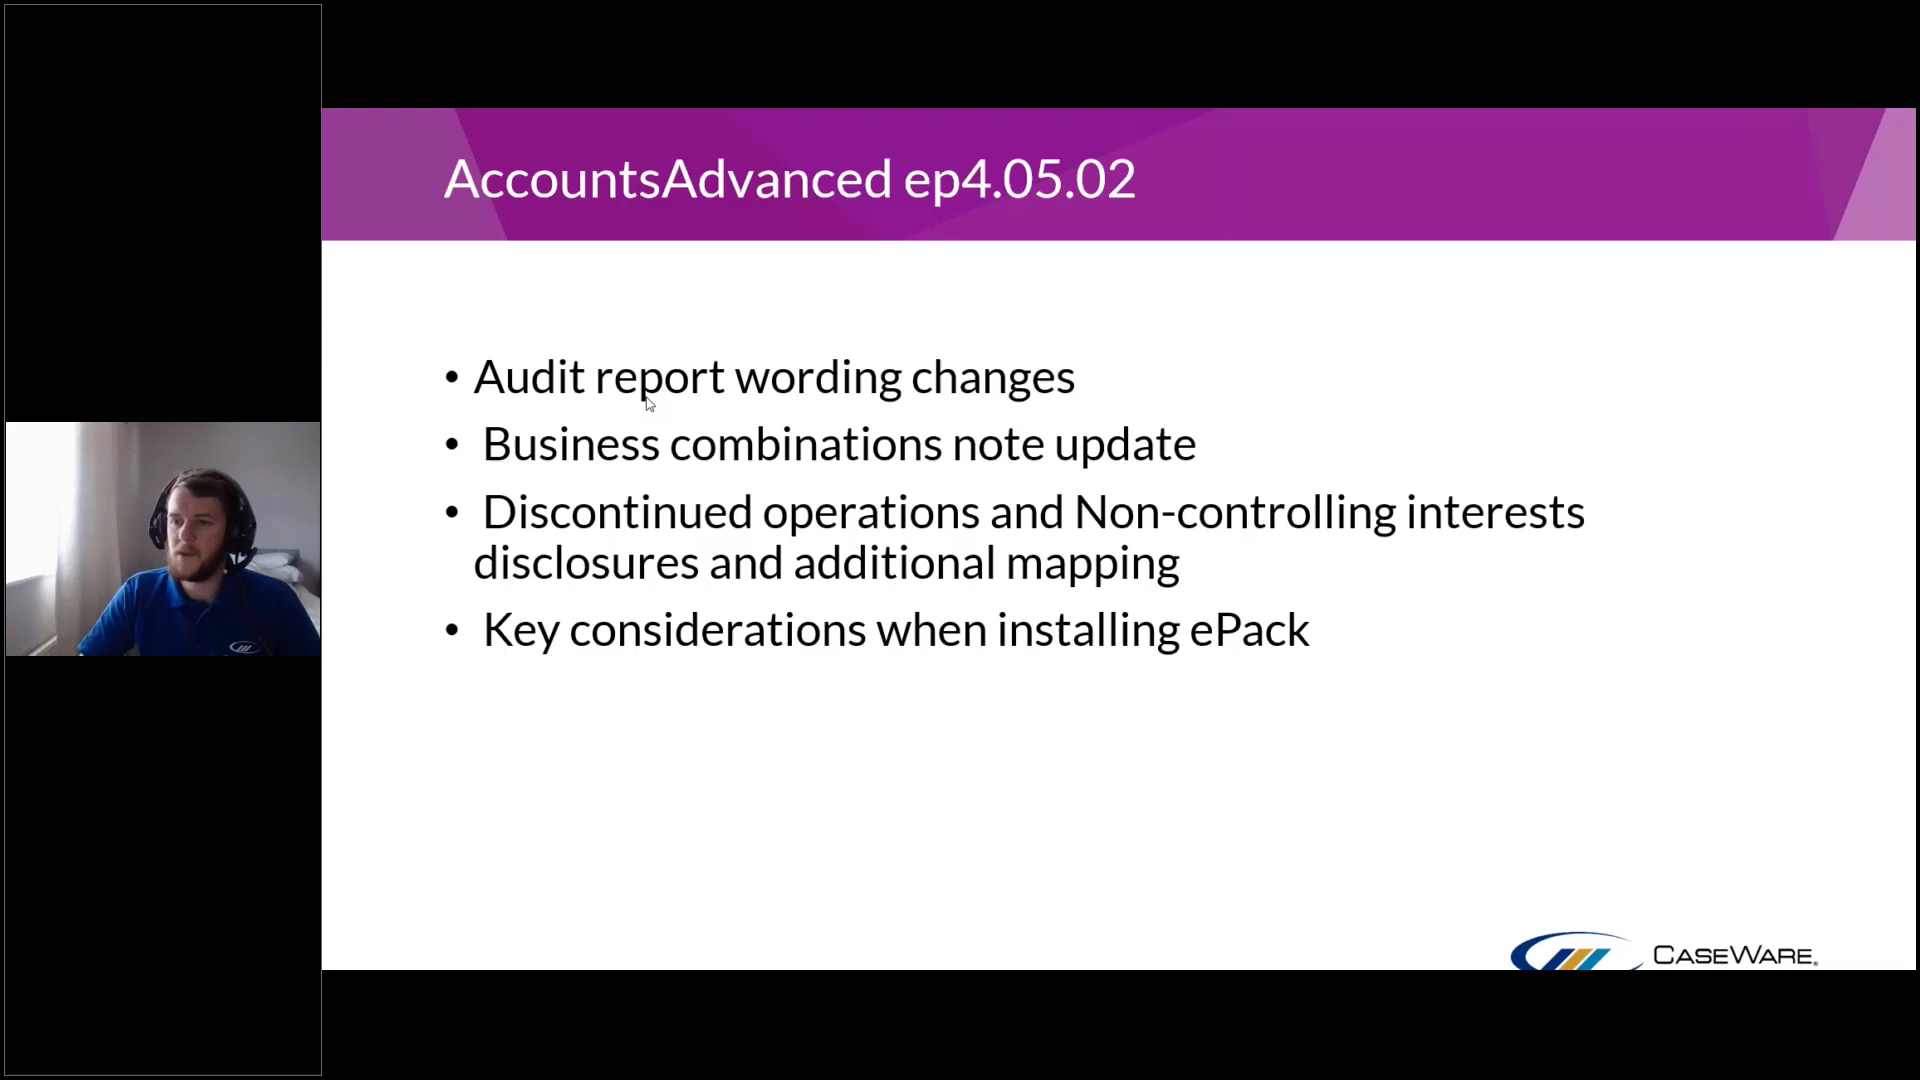 AccountsAdvanced ep4.05.02
• Audit report wording changes
• Business combinations note update
• Discontinued operations and Non-controlling interests
disclosures and additional mapping
• Key considerations when installing ePack
CASEWARE.